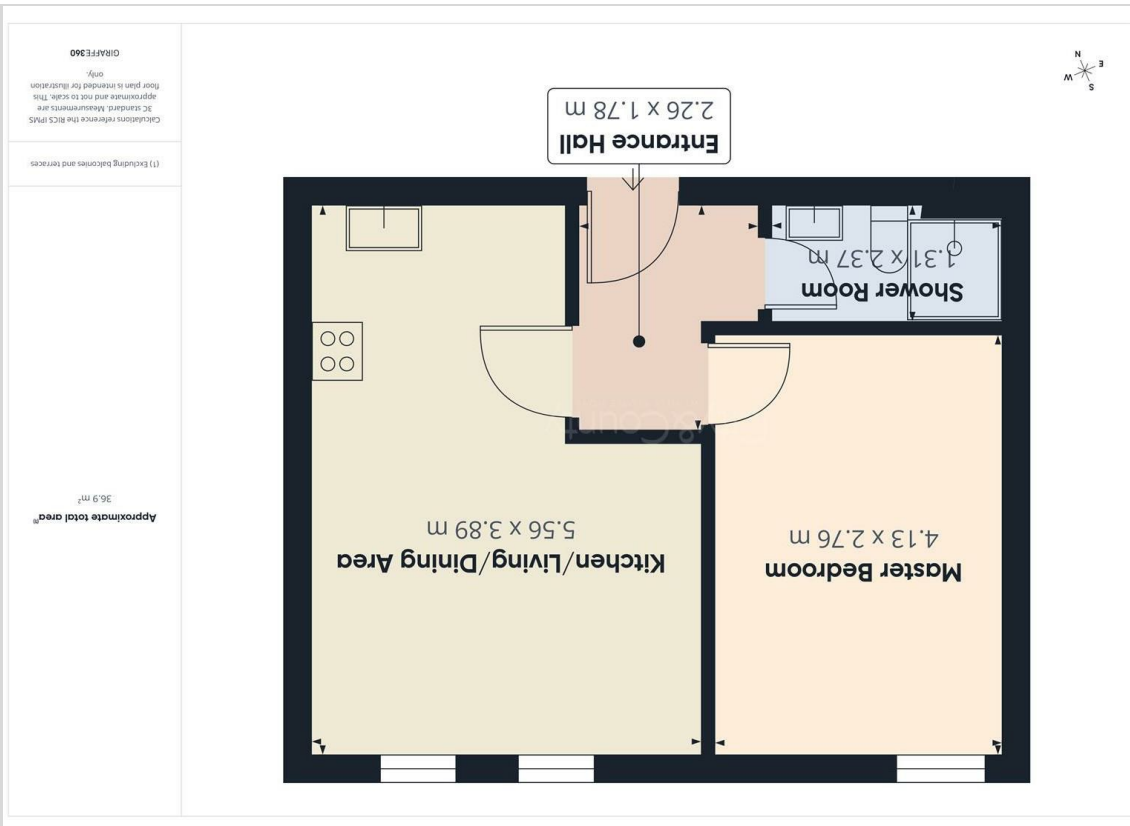 Master Bedroom
4.13 x 2.76 m
Kitchen/Living/Dining Area
5.56 x 3.89 m
Shower Room
1.31 x 2.37 m
Entrance Hall
2.26 x 1.78 m
S
E
W
N
Approximate total area⁽¹⁾
36.9 m²
(1) Excluding balconies and terraces
Calculations reference the RICS IPMS
3C standard. Measurements are
approximate and not to scale. This
floor plan is intended for illustration
only.
GIRAFFE360